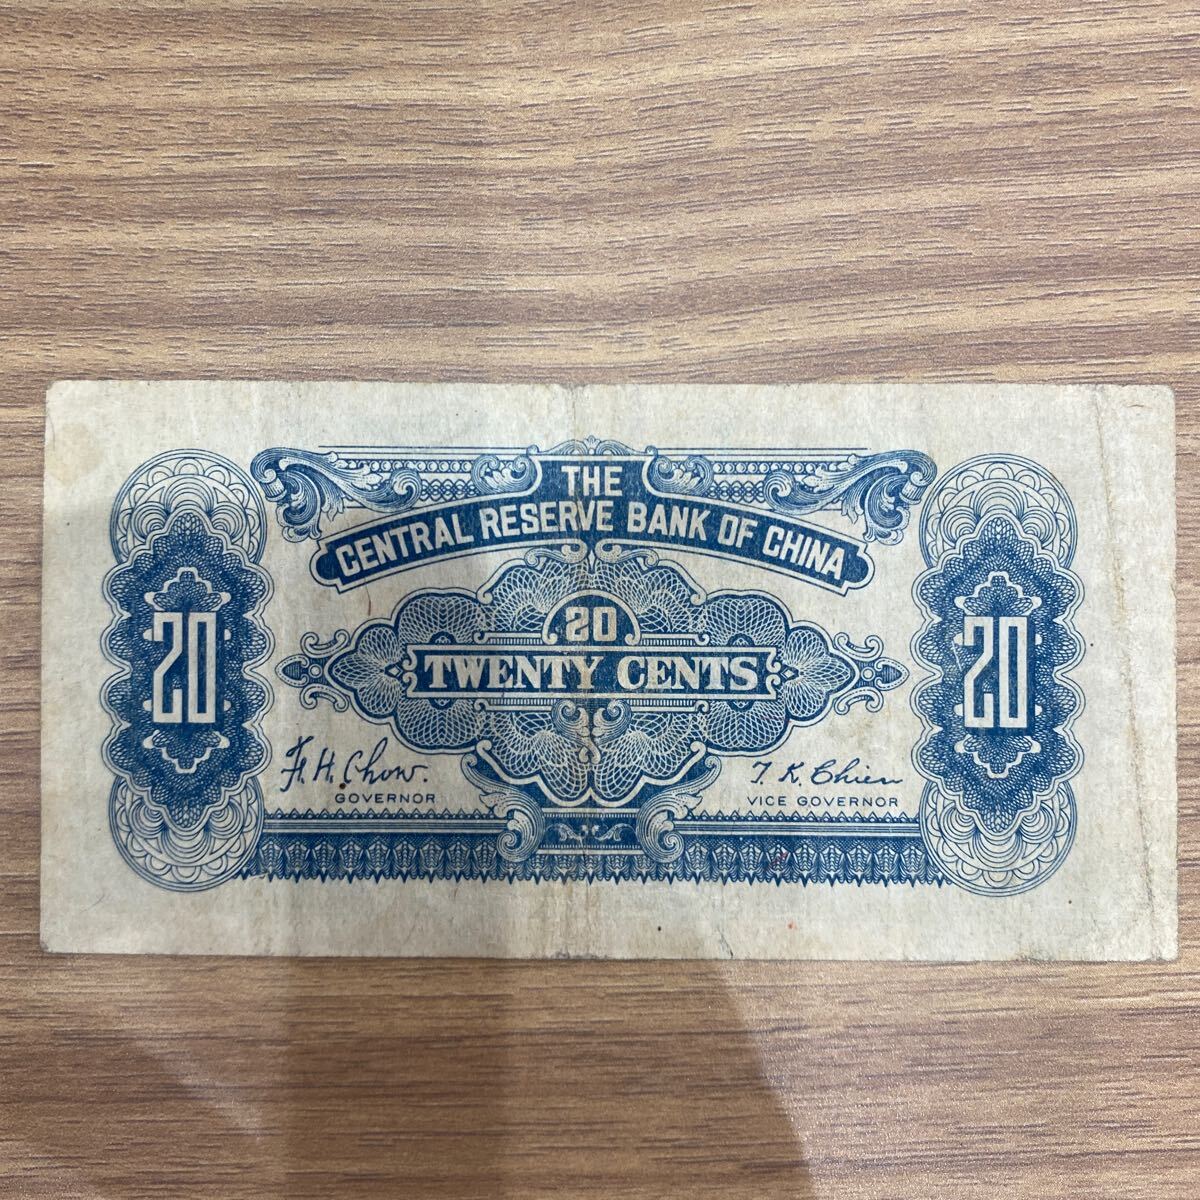 THE
CENTRAL RESERVE BANK OF CHINA
20
20
TWENTY CENTS
20
F. H. Chow.
GOVERNOR
T. K. Chien
VICE GOVERNOR